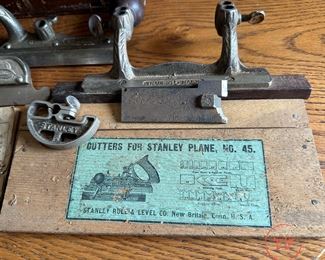 STANLEY
CUTTERS FOR STANLEY PLANE, NO. 45.
STANLEY RULE & LEVEL CO. New Britain, Conn. U.S.A.